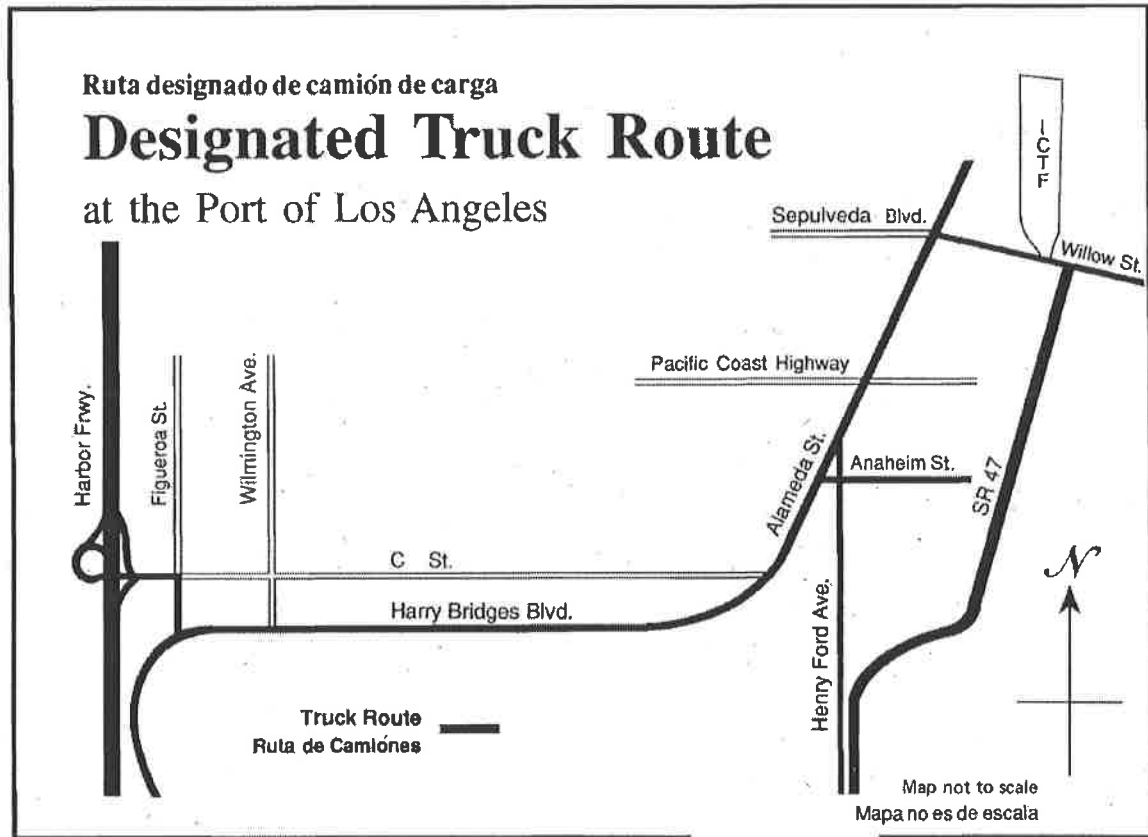 Ruta designado de camión de carga
Designated Truck Route
at the Port of Los Angeles
I
C
T
F
Sepulveda Blvd.
Willow St.
Pacific Coast Highway
Harbor Frwy.
Figueroa St.
Wilmington Ave.
Alameda St.
Anaheim St.
SR 47
C St.
Harry Bridges Blvd.
Henry Ford Ave.
N
Truck Route
Ruta de Camiónes
Map not to scale
Mapa no es de escala